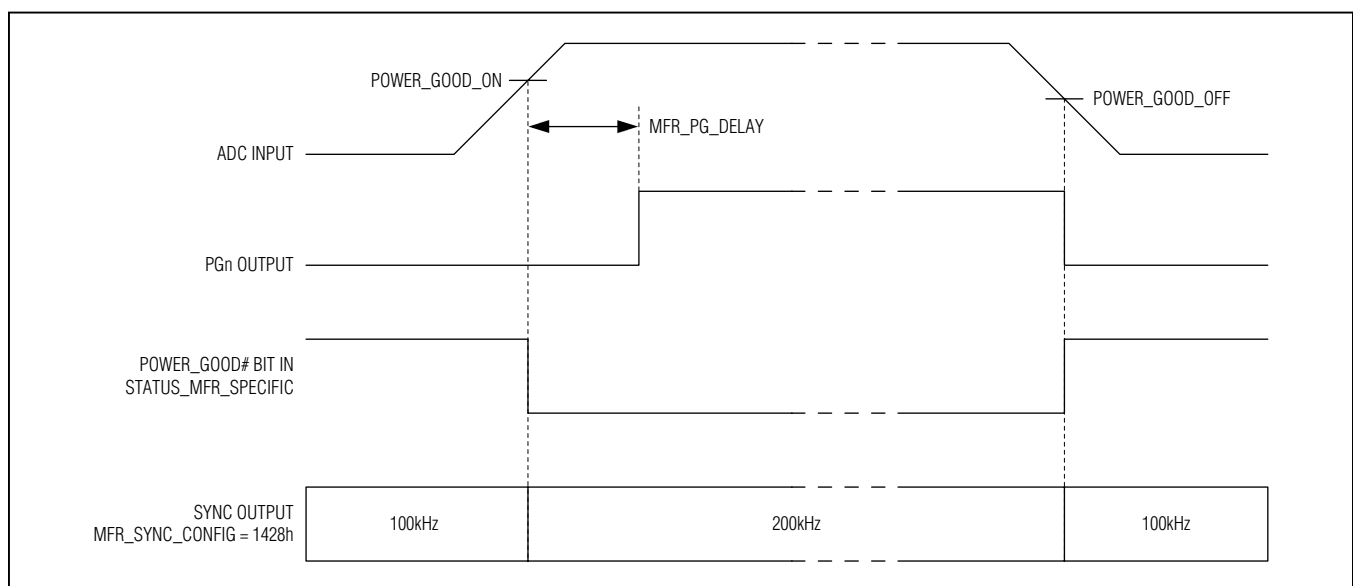 POWER_GOOD_ON
POWER_GOOD_OFF
MFR_PG_DELAY
ADC INPUT
PGn OUTPUT
POWER_GOOD# BIT IN
STATUS_MFR_SPECIFIC
SYNC OUTPUT
MFR_SYNC_CONFIG = 1428h
100kHz
200kHz
100kHz